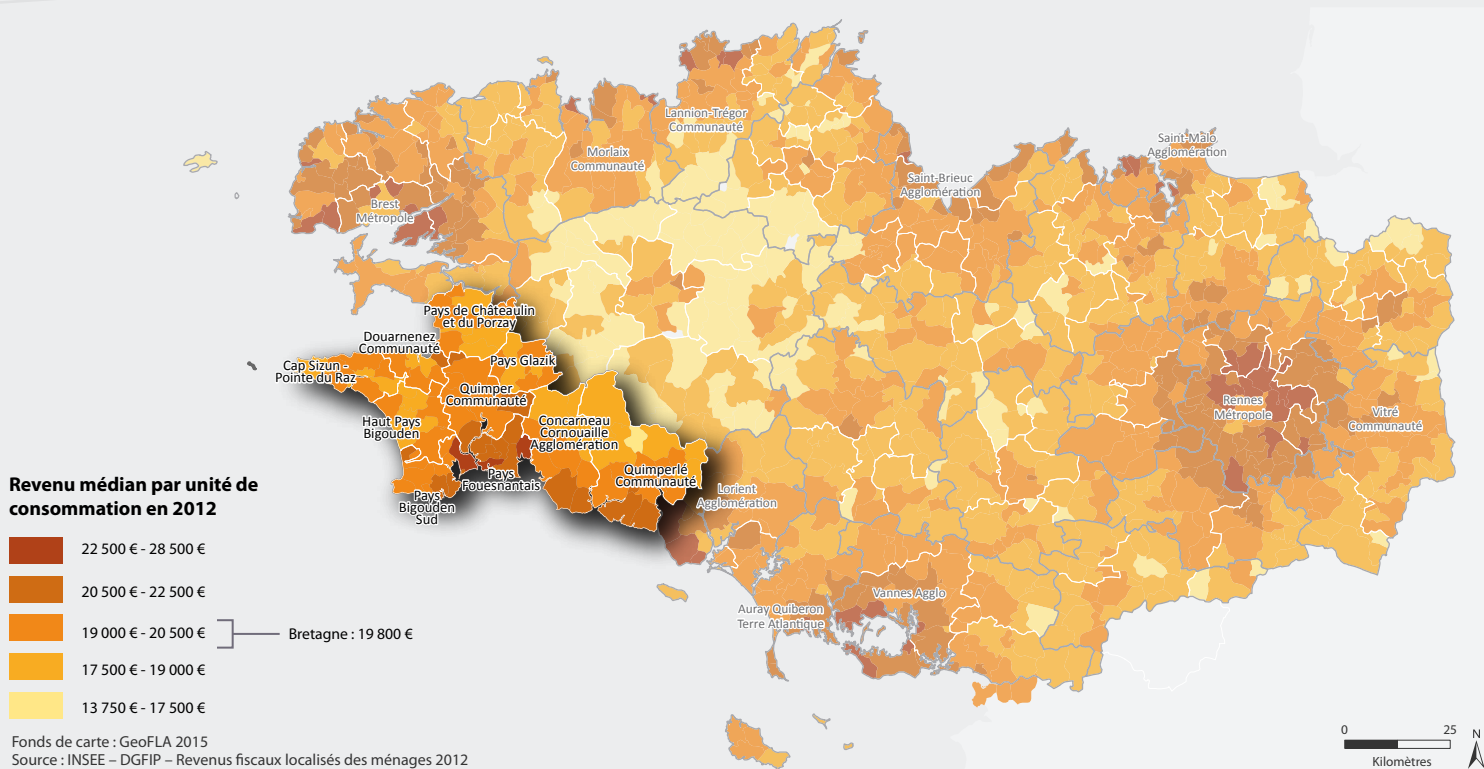 Lannion-Trégor
Communauté
Morlaix
Communauté
Saint-Malo
Agglomération
Saint-Brieuc
Agglomération
Brest
Métropole
Pays de Châteaulin
et du Porzay
Douarnenez
Communauté
Pays Glazik
Cap Sizun -
Pointe du Raz
Quimper
Communauté
Haut Pays
Bigouden
Concarneau
Cornouaille
Agglomération
Rennes
Métropole
Vitré
Communauté
Pays
Fouesnantais
Quimperlé
Communauté
Pays
Bigouden
Sud
Lorient
Agglomération
Vannes Agglo
Auray Quiberon
Terre Atlantique
Revenu médian par unité de
consommation en 2012
22 500 € - 28 500 €
20 500 € - 22 500 €
19 000 € - 20 500 €
Bretagne : 19 800 €
17 500 € - 19 000 €
13 750 € - 17 500 €
Fonds de carte : GeoFLA 2015
Source : INSEE – DGFIP – Revenus fiscaux localisés des ménages 2012
0 25
Kilomètres
N